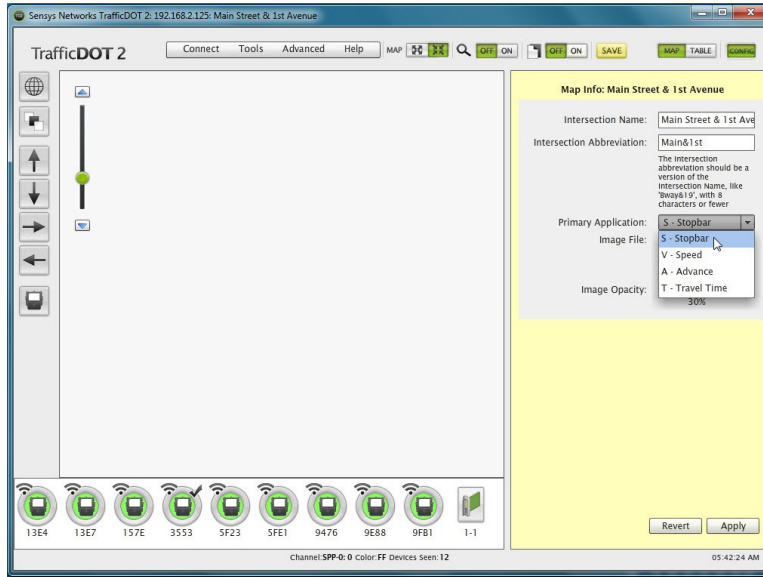 Sensys Networks TrafficDOT 2: 192.168.2.125: Main Street & 1st Avenue
TrafficDOT 2
Connect Tools Advanced Help
MAP
OFF ON
OFF ON
SAVE
MAP TABLE
CONFIG
Map Info: Main Street & 1st Avenue
Intersection Name: Main Street & 1st Ave
Intersection Abbreviation: Main&1st
The intersection
abbreviation should be a
version of the
Intersection Name, like
'Bway&19', with 8
characters or fewer
Primary Application: S - Stopbar
Image File:
S - Stopbar
V - Speed
A - Advance
T - Travel Time
Image Opacity:
30%
13E4 13E7 157E 3553 5F23 5FE1 9476 9E88 9FB1 1-1
Revert Apply
Channel:SPP-0: 0 Color:FF Devices Seen:12
05:42:24 AM